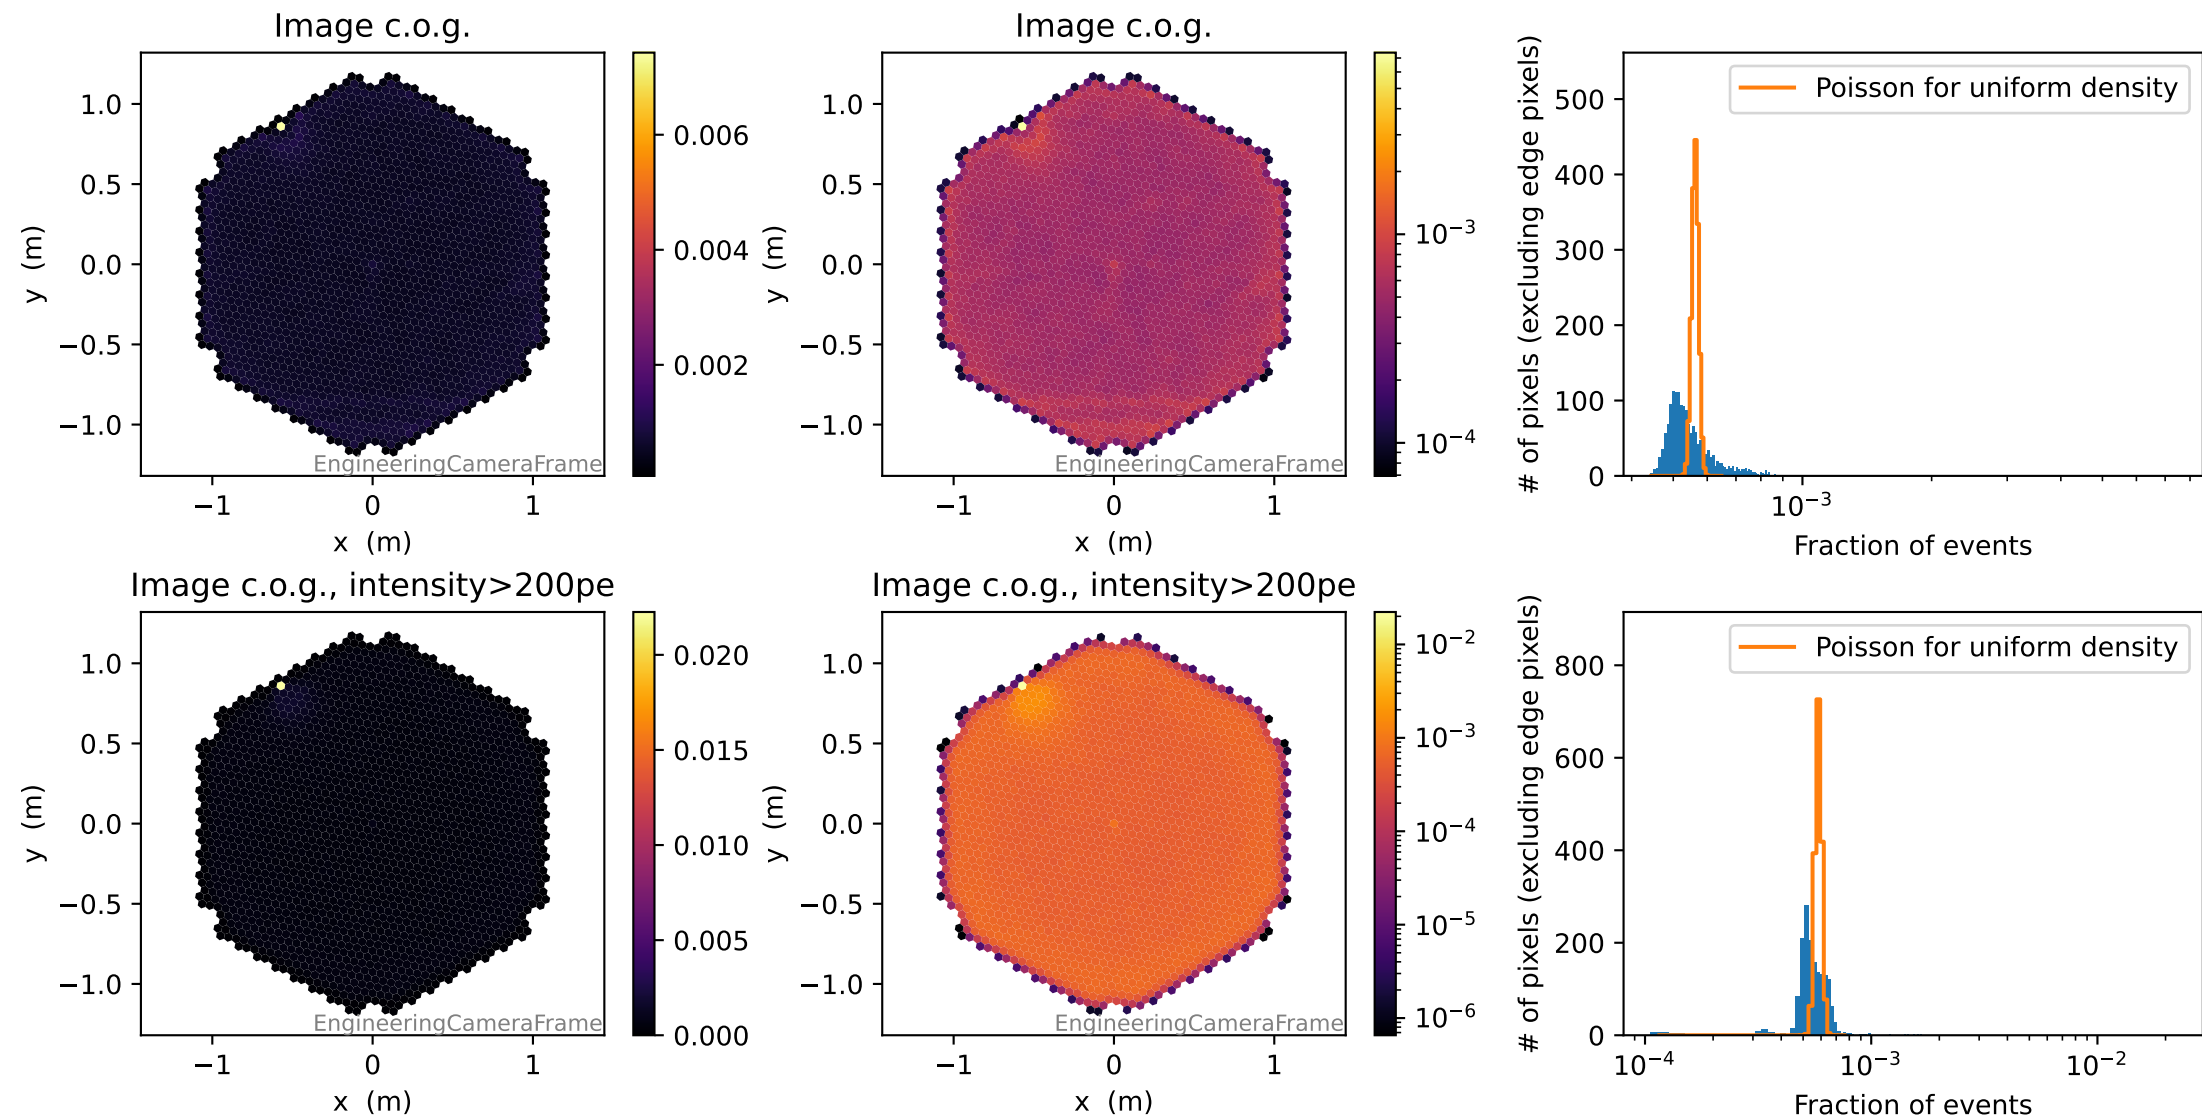 Image c.o.g.
1.0
0.5
0.0
−0.5
−1.0
y (m)
−1
0
1
x (m)
EngineeringCameraFrame
0.006
0.004
0.002
Image c.o.g.
1.0
0.5
0.0
−0.5
−1.0
y (m)
−1
0
1
x (m)
EngineeringCameraFrame
10⁻³
10⁻⁴
Poisson for uniform density
500
400
300
200
100
0
# of pixels (excluding edge pixels)
10⁻³
Fraction of events
Image c.o.g., intensity>200pe
1.0
0.5
0.0
−0.5
−1.0
y (m)
−1
0
1
x (m)
EngineeringCameraFrame
0.020
0.015
0.010
0.005
0.000
Image c.o.g., intensity>200pe
1.0
0.5
0.0
−0.5
−1.0
y (m)
−1
0
1
x (m)
EngineeringCameraFrame
10⁻²
10⁻³
10⁻⁴
10⁻⁵
10⁻⁶
Poisson for uniform density
800
600
400
200
0
# of pixels (excluding edge pixels)
10⁻⁴
10⁻³
10⁻²
Fraction of events